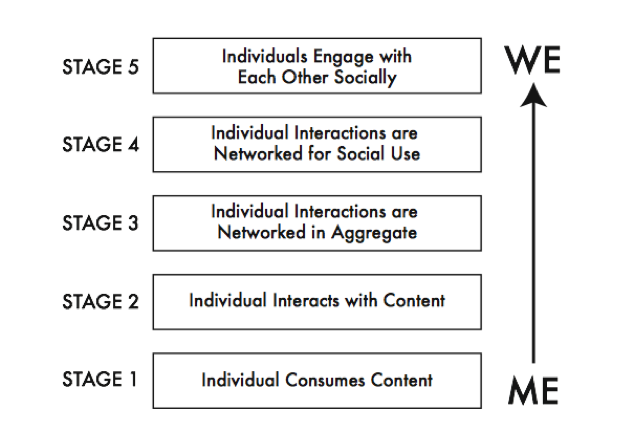 STAGE 5
Individuals Engage with
Each Other Socially
WE
STAGE 4
Individual Interactions are
Networked for Social Use
STAGE 3
Individual Interactions are
Networked in Aggregate
STAGE 2
Individual Interacts with Content
STAGE 1
Individual Consumes Content
ME